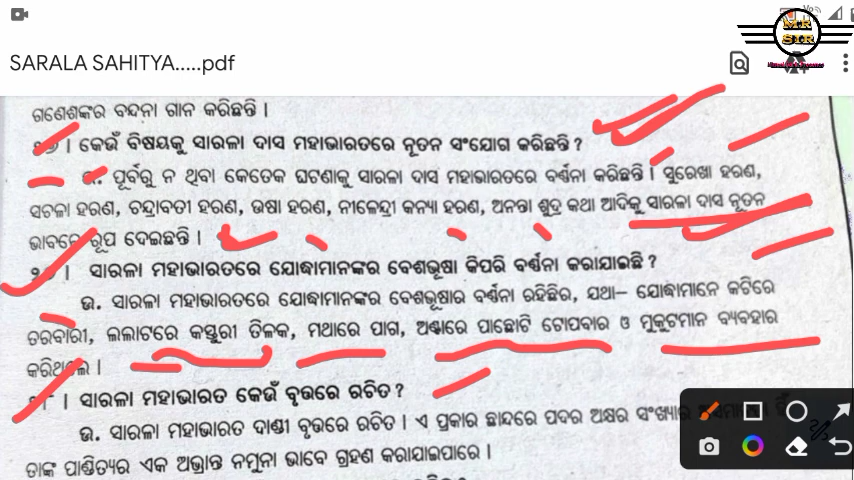 SARALA SAHITYA.....pdf
MR
SIR
ଗଣେଶଙ୍କର ବନ୍ଦନା ଗାନ କରିଛନ୍ତି ।
। କେଉଁ ବିଷୟକୁ ସାରଳା ଦାସ ମହାଭାରତରେ ନୂତନ ସଂଯୋଗ କରିଛନ୍ତି ?
ଉ. ପୂର୍ବରୁ ନ ଥିବା କେତେକ ଘଟଣାକୁ ସାରଳା ଦାସ ମହାଭାରତରେ ବର୍ଣ୍ଣନା କରିଛନ୍ତି । ସୁରେଖା ହରଣ,
ସଚଳା ହରଣ, ଚନ୍ଦ୍ରାବତୀ ହରଣ, ଉଷା ହରଣ, ନୀଳେନ୍ଦ୍ରୀ କନ୍ୟା ହରଣ, ଅନନ୍ତା ଶୁଦ୍ର କଥା ଆଦିକୁ ସାରଳା ଦାସ ନୂତନ
ଭାବରେ ରୂପ ଦେଇଛନ୍ତି ।
। ସାରଳା ମହାଭାରତରେ ଯୋଦ୍ଧାମାନଙ୍କର ବେଶଭୂଷା କିପରି ବର୍ଣ୍ଣନା କରାଯାଇଛି ?
ଉ. ସାରଳା ମହାଭାରତରେ ଯୋଦ୍ଧାମାନଙ୍କର ବେଶଭୂଷାର ବର୍ଣ୍ଣନା ରହିଛିର, ଯଥା– ଯୋଦ୍ଧାମାନେ କଟିରେ
ତରବାରୀ, ଲଲାଟରେ କସ୍ତୁରୀ ତିଳକ, ମଥାରେ ପାଗ, ଅଣ୍ଟାରେ ପାଛୋଟି ଟୋପବାର ଓ ମୁକୁଟମାନ ବ୍ୟବହାର
କରିଥିଲେ ।
। ସାରଳା ମହାଭାରତ କେଉଁ ବୃତ୍ତରେ ରଚିତ ?
ଉ. ସାରଳା ମହାଭାରତ ଦାଣ୍ଡୀ ବୃତ୍ତରେ ରଚିତ । ଏ ପ୍ରକାର ଛାନ୍ଦରେ ପଦର ଅକ୍ଷର ସଂଖ୍ୟାର
ତାଙ୍କ ପାଣ୍ଡିତ୍ୟର ଏକ ଅଭ୍ରାନ୍ତ ନମୁନା ଭାବେ ଗ୍ରହଣ କରାଯାଇପାରେ ।